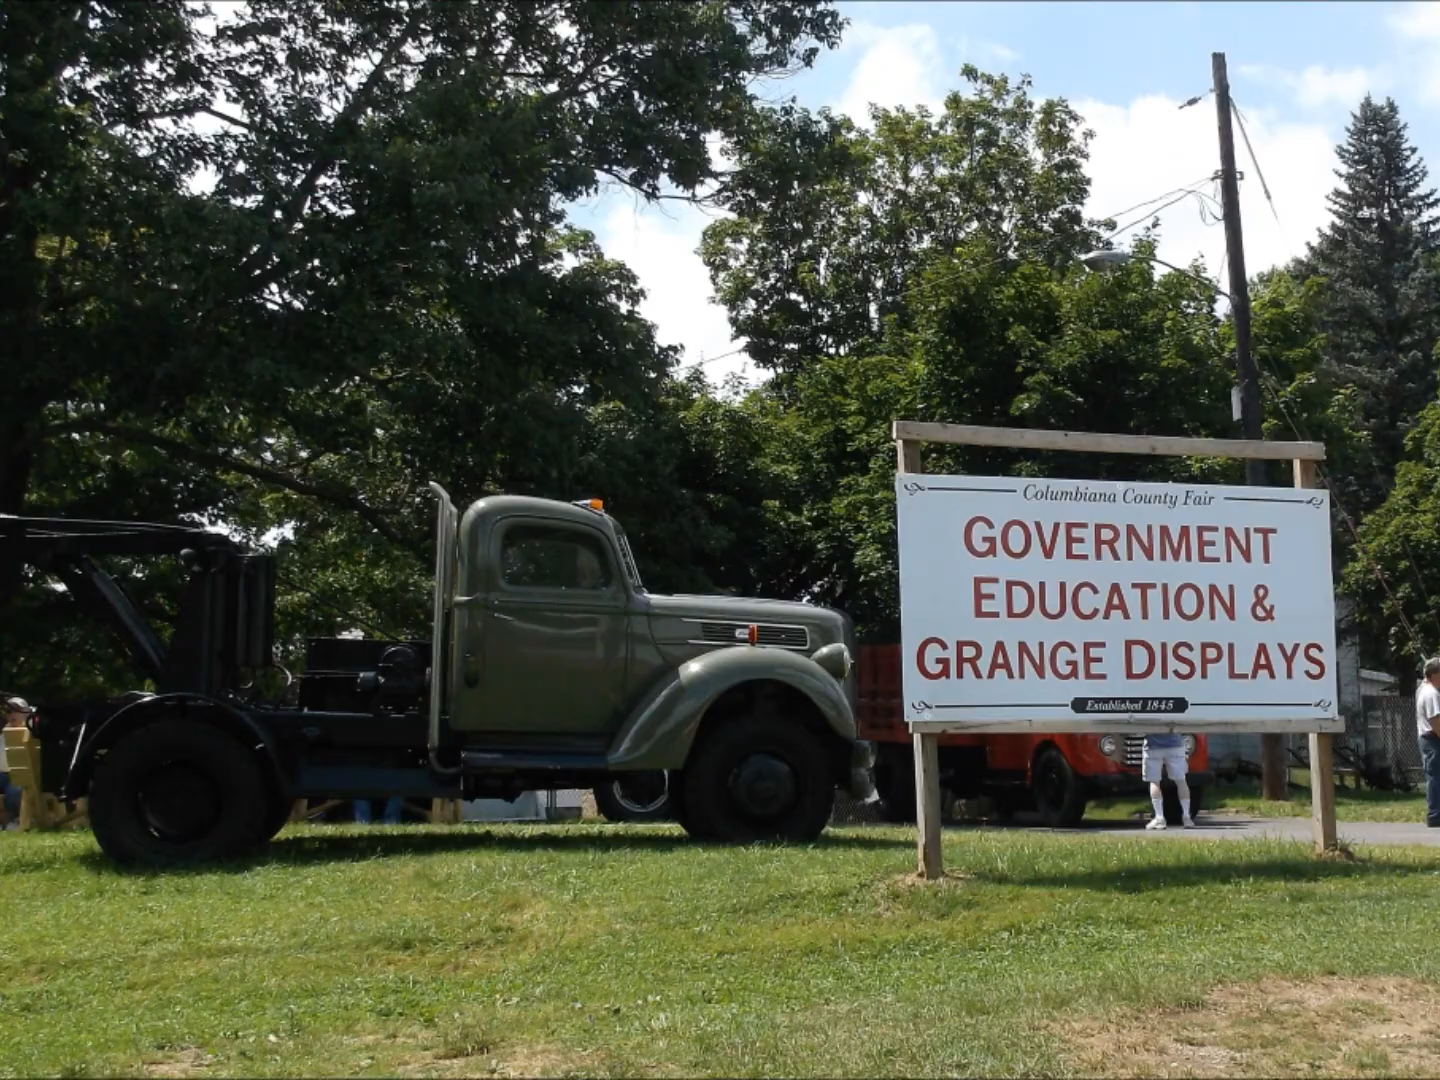 Columbiana County Fair
GOVERNMENT
EDUCATION &
GRANGE DISPLAYS
Established 1845